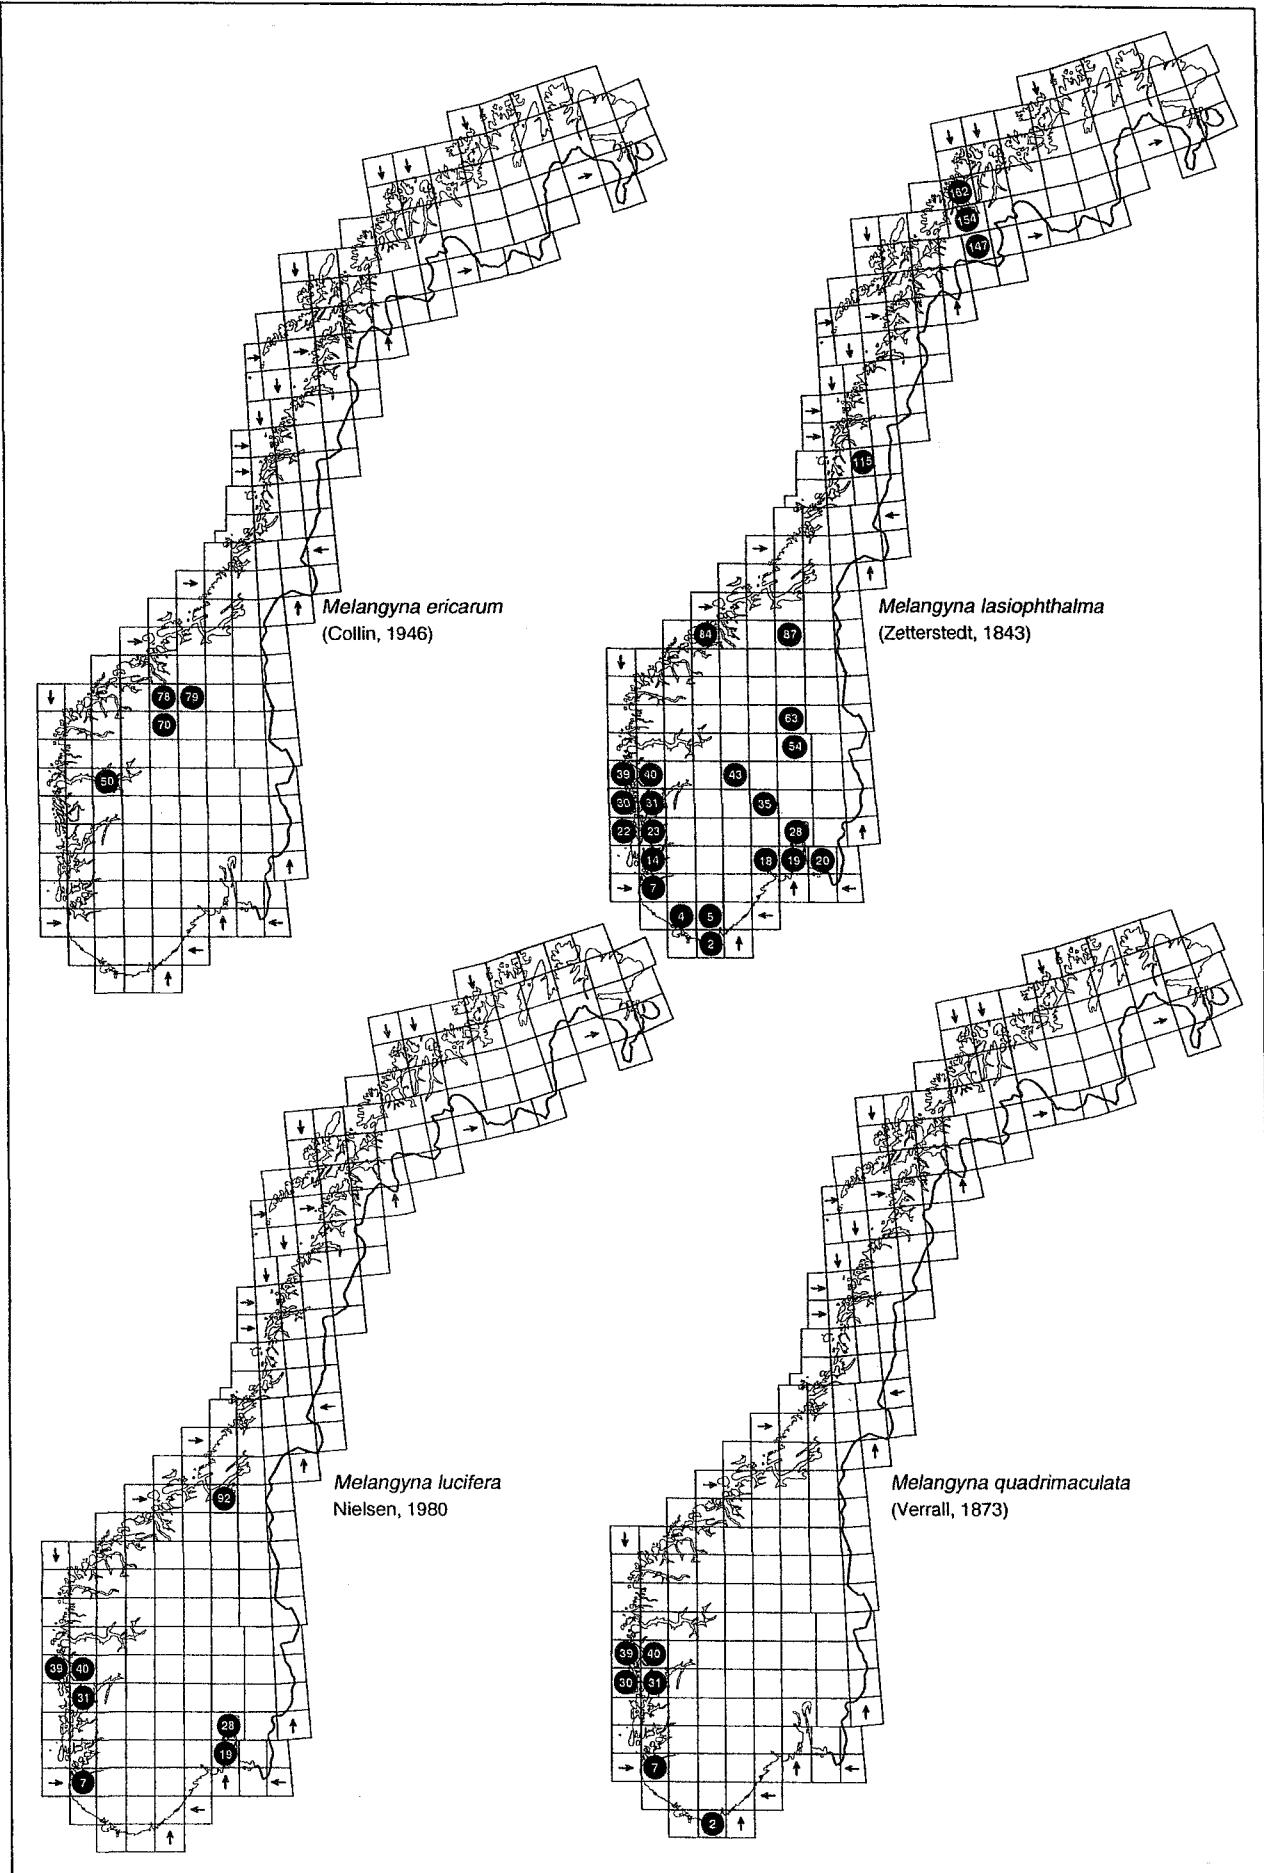 Melangyna ericarum
(Collin, 1946)
78 79
70
50
Melangyna lasiophthalma
(Zetterstedt, 1843)
162
154
147
115
84 87
63
54
39 40 43
30 31 35
22 23 28
14 18 19 20
7
4 5
2
Melangyna lucifera
Nielsen, 1980
92
39 40
31
28
19
7
Melangyna quadrimaculata
(Verrall, 1873)
39 40
30 31
7
2